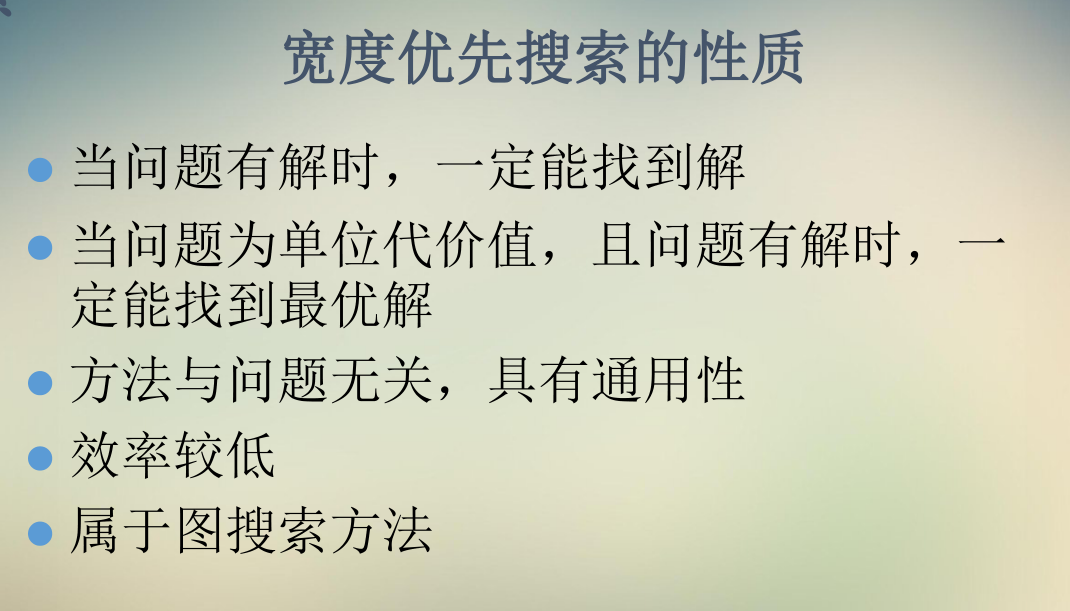 宽度优先搜索的性质
当问题有解时，一定能找到解
当问题为单位代价值，且问题有解时，一
定能找到最优解
方法与问题无关，具有通用性
效率较低
属于图搜索方法